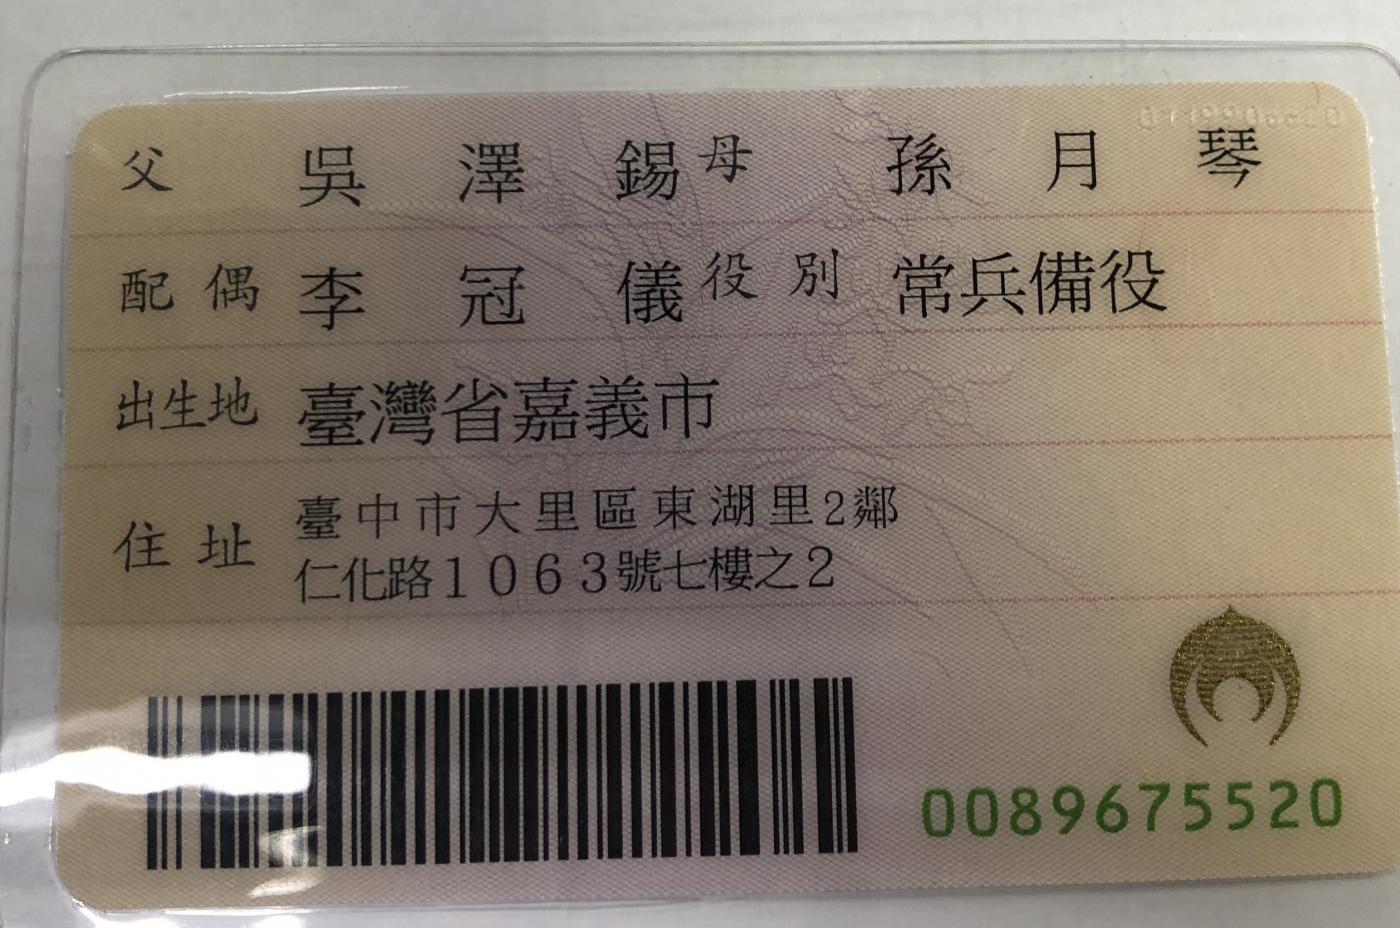 父 吳澤錫 母 孫月琴
配偶 李冠儀 役別 常兵備役
出生地 臺灣省嘉義市
住址 臺中市大里區東湖里2鄰
仁化路1063號七樓之2
0089675520